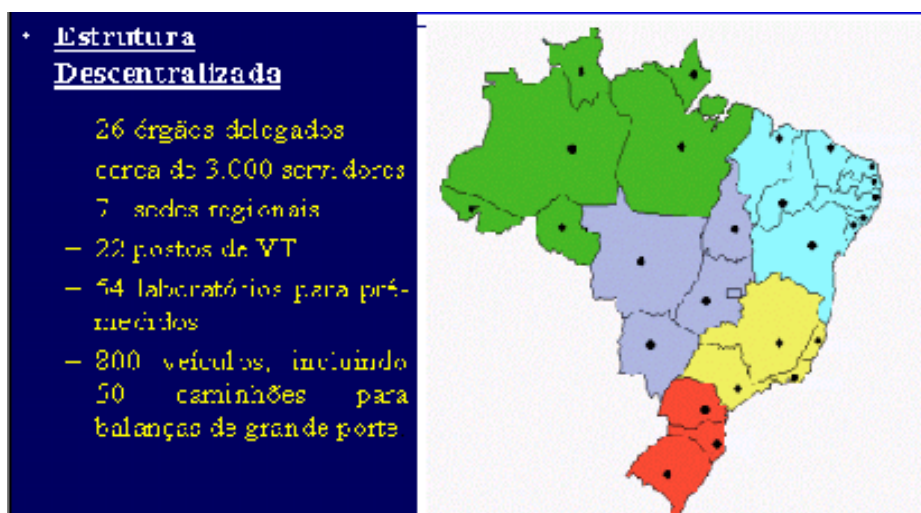 • Estrutura
Descentralizada
26 órgãos delegados
cerca de 3.000 servidores
7 sedes regionais
– 22 postos de VT
– 54 laboratórios para pré-
medidos
– 800 veículos, incluindo
50 caminhões para
balanças de grande porte